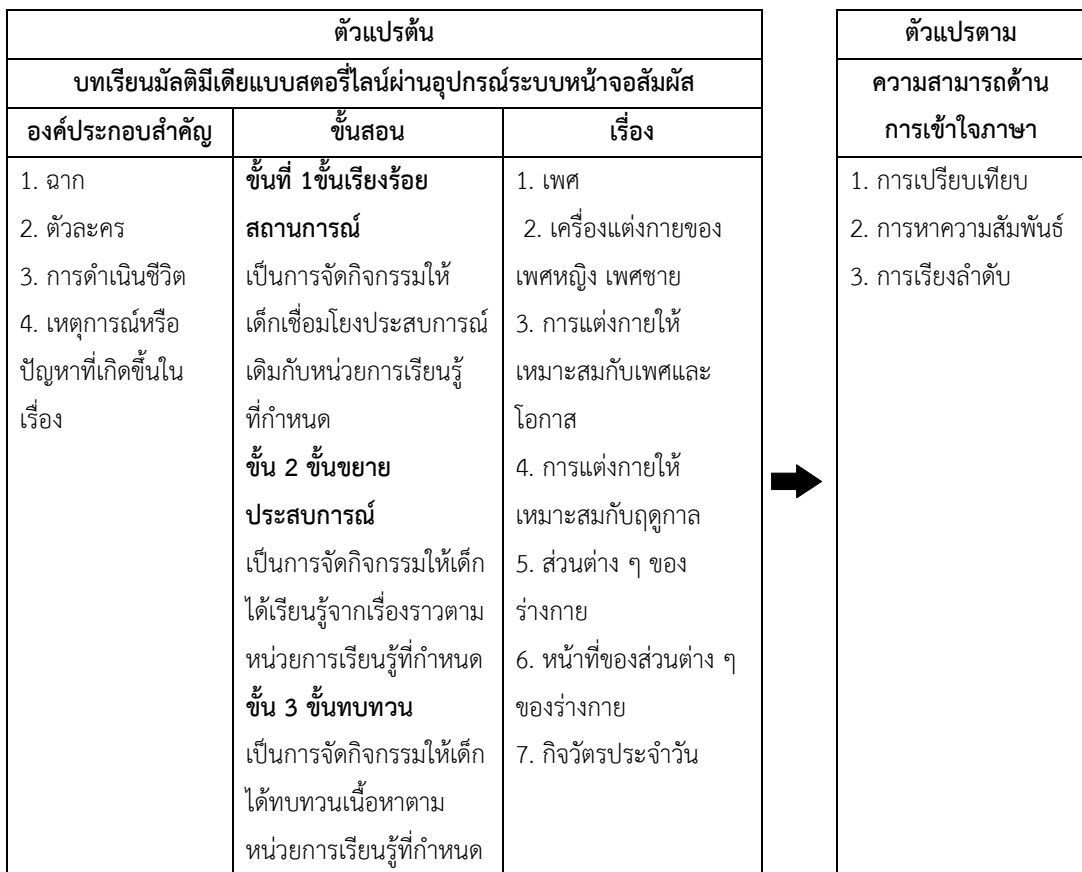 ตัวแปรต้น
บทเรียนมัลติมีเดียแบบสตอรี่ไลน์ผ่านอุปกรณ์ระบบหน้าจอสัมผัส
องค์ประกอบสำคัญ
1. ฉาก
2. ตัวละคร
3. การดำเนินชีวิต
4. เหตุการณ์หรือ
ปัญหาที่เกิดขึ้นใน
เรื่อง
ขั้นสอน
ขั้นที่ 1ขั้นเรียงร้อย
สถานการณ์
เป็นการจัดกิจกรรมให้
เด็กเชื่อมโยงประสบการณ์
เดิมกับหน่วยการเรียนรู้
ที่กำหนด
ขั้น 2 ขั้นขยาย
ประสบการณ์
เป็นการจัดกิจกรรมให้เด็ก
ได้เรียนรู้จากเรื่องราวตาม
หน่วยการเรียนรู้ที่กำหนด
ขั้น 3 ขั้นทบทวน
เป็นการจัดกิจกรรมให้เด็ก
ได้ทบทวนเนื้อหาตาม
หน่วยการเรียนรู้ที่กำหนด
เรื่อง
1. เพศ
2. เครื่องแต่งกายของ
เพศหญิง เพศชาย
3. การแต่งกายให้
เหมาะสมกับเพศและ
โอกาส
4. การแต่งกายให้
เหมาะสมกับฤดูกาล
5. ส่วนต่าง ๆ ของ
ร่างกาย
6. หน้าที่ของส่วนต่าง ๆ
ของร่างกาย
7. กิจวัตรประจำวัน
ตัวแปรตาม
ความสามารถด้าน
การเข้าใจภาษา
1. การเปรียบเทียบ
2. การหาความสัมพันธ์
3. การเรียงลำดับ